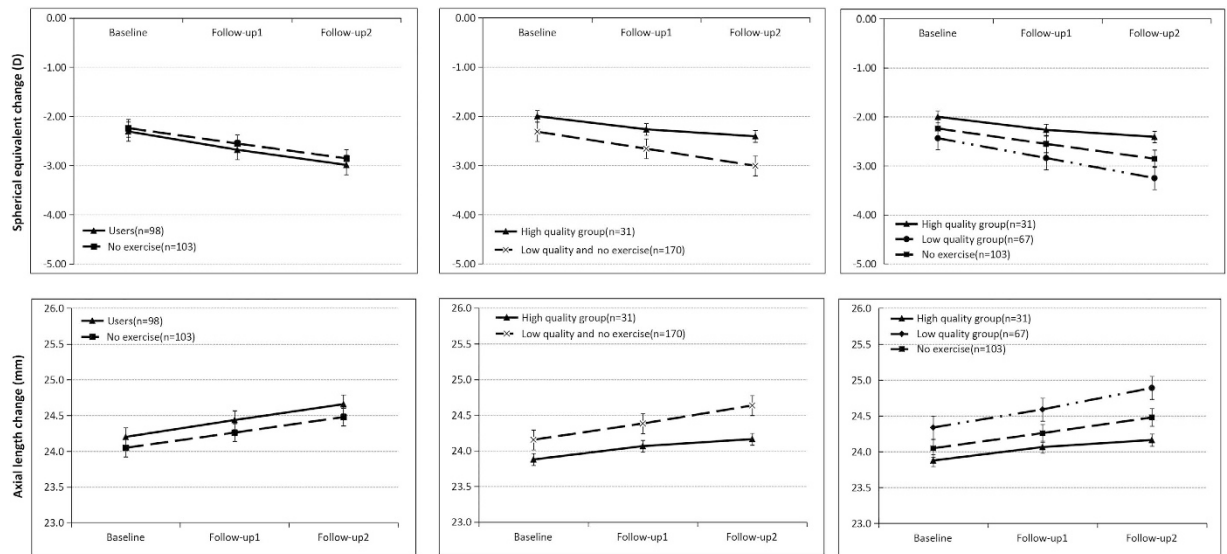 Spherical equivalent change (D)
0.00
-1.00
-2.00
-3.00
-4.00
-5.00
Baseline Follow-up1 Follow-up2
Users(n=98)
No exercise(n=103)
0.00
-1.00
-2.00
-3.00
-4.00
-5.00
Baseline Follow-up1 Follow-up2
High quality group(n=31)
Low quality and no exercise(n=170)
0.00
-1.00
-2.00
-3.00
-4.00
-5.00
Baseline Follow-up1 Follow-up2
High quality group(n=31)
Low quality group(n=67)
No exercise(n=103)
Axial length change (mm)
26.0
25.5
25.0
24.5
24.0
23.5
23.0
Users(n=98)
No exercise(n=103)
Baseline Follow-up1 Follow-up2
26.0
25.5
25.0
24.5
24.0
23.5
23.0
High quality group(n=31)
Low quality and no exercise(n=170)
Baseline Follow-up1 Follow-up2
26.0
25.5
25.0
24.5
24.0
23.5
23.0
High quality group(n=31)
Low quality group(n=67)
No exercise(n=103)
Baseline Follow-up1 Follow-up2